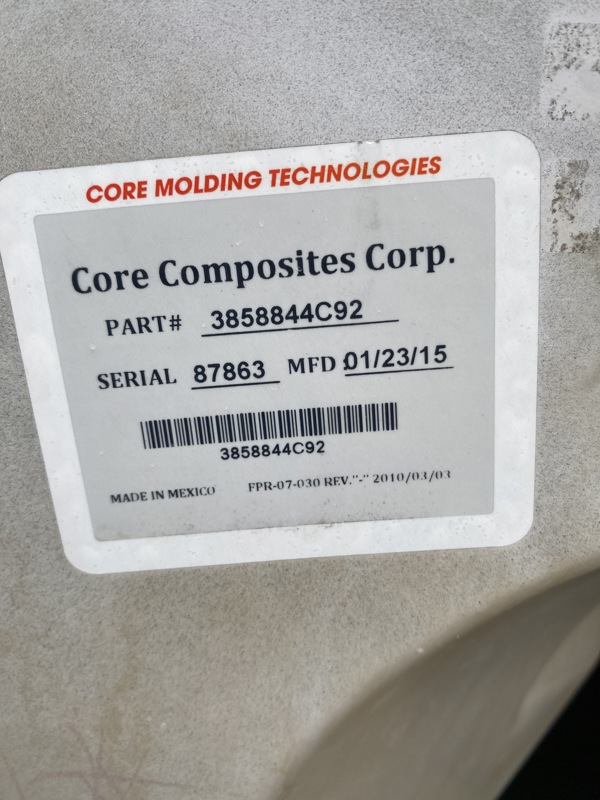 CORE MOLDING TECHNOLOGIES
Core Composites Corp.
PART# 3858844C92
SERIAL 87863 MFD 01/23/15
3858844C92
MADE IN MEXICO FPR-07-030 REV."-" 2010/03/03